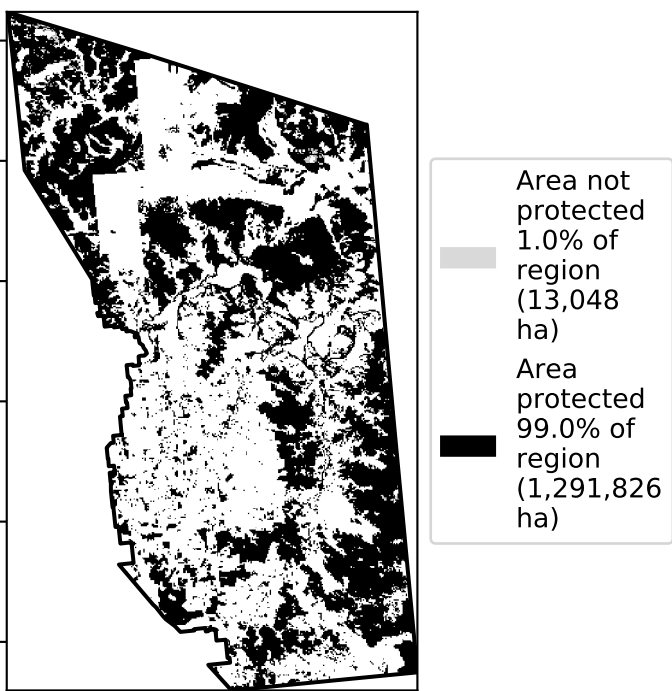 Area not
protected
1.0% of
region
(13,048
ha)
Area
protected
99.0% of
region
(1,291,826
ha)